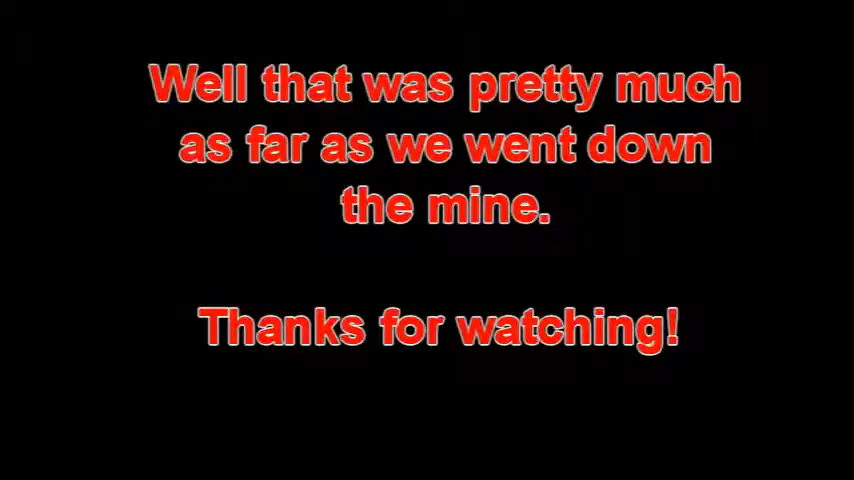 Well that was pretty much
as far as we went down
the mine.
Thanks for watching!